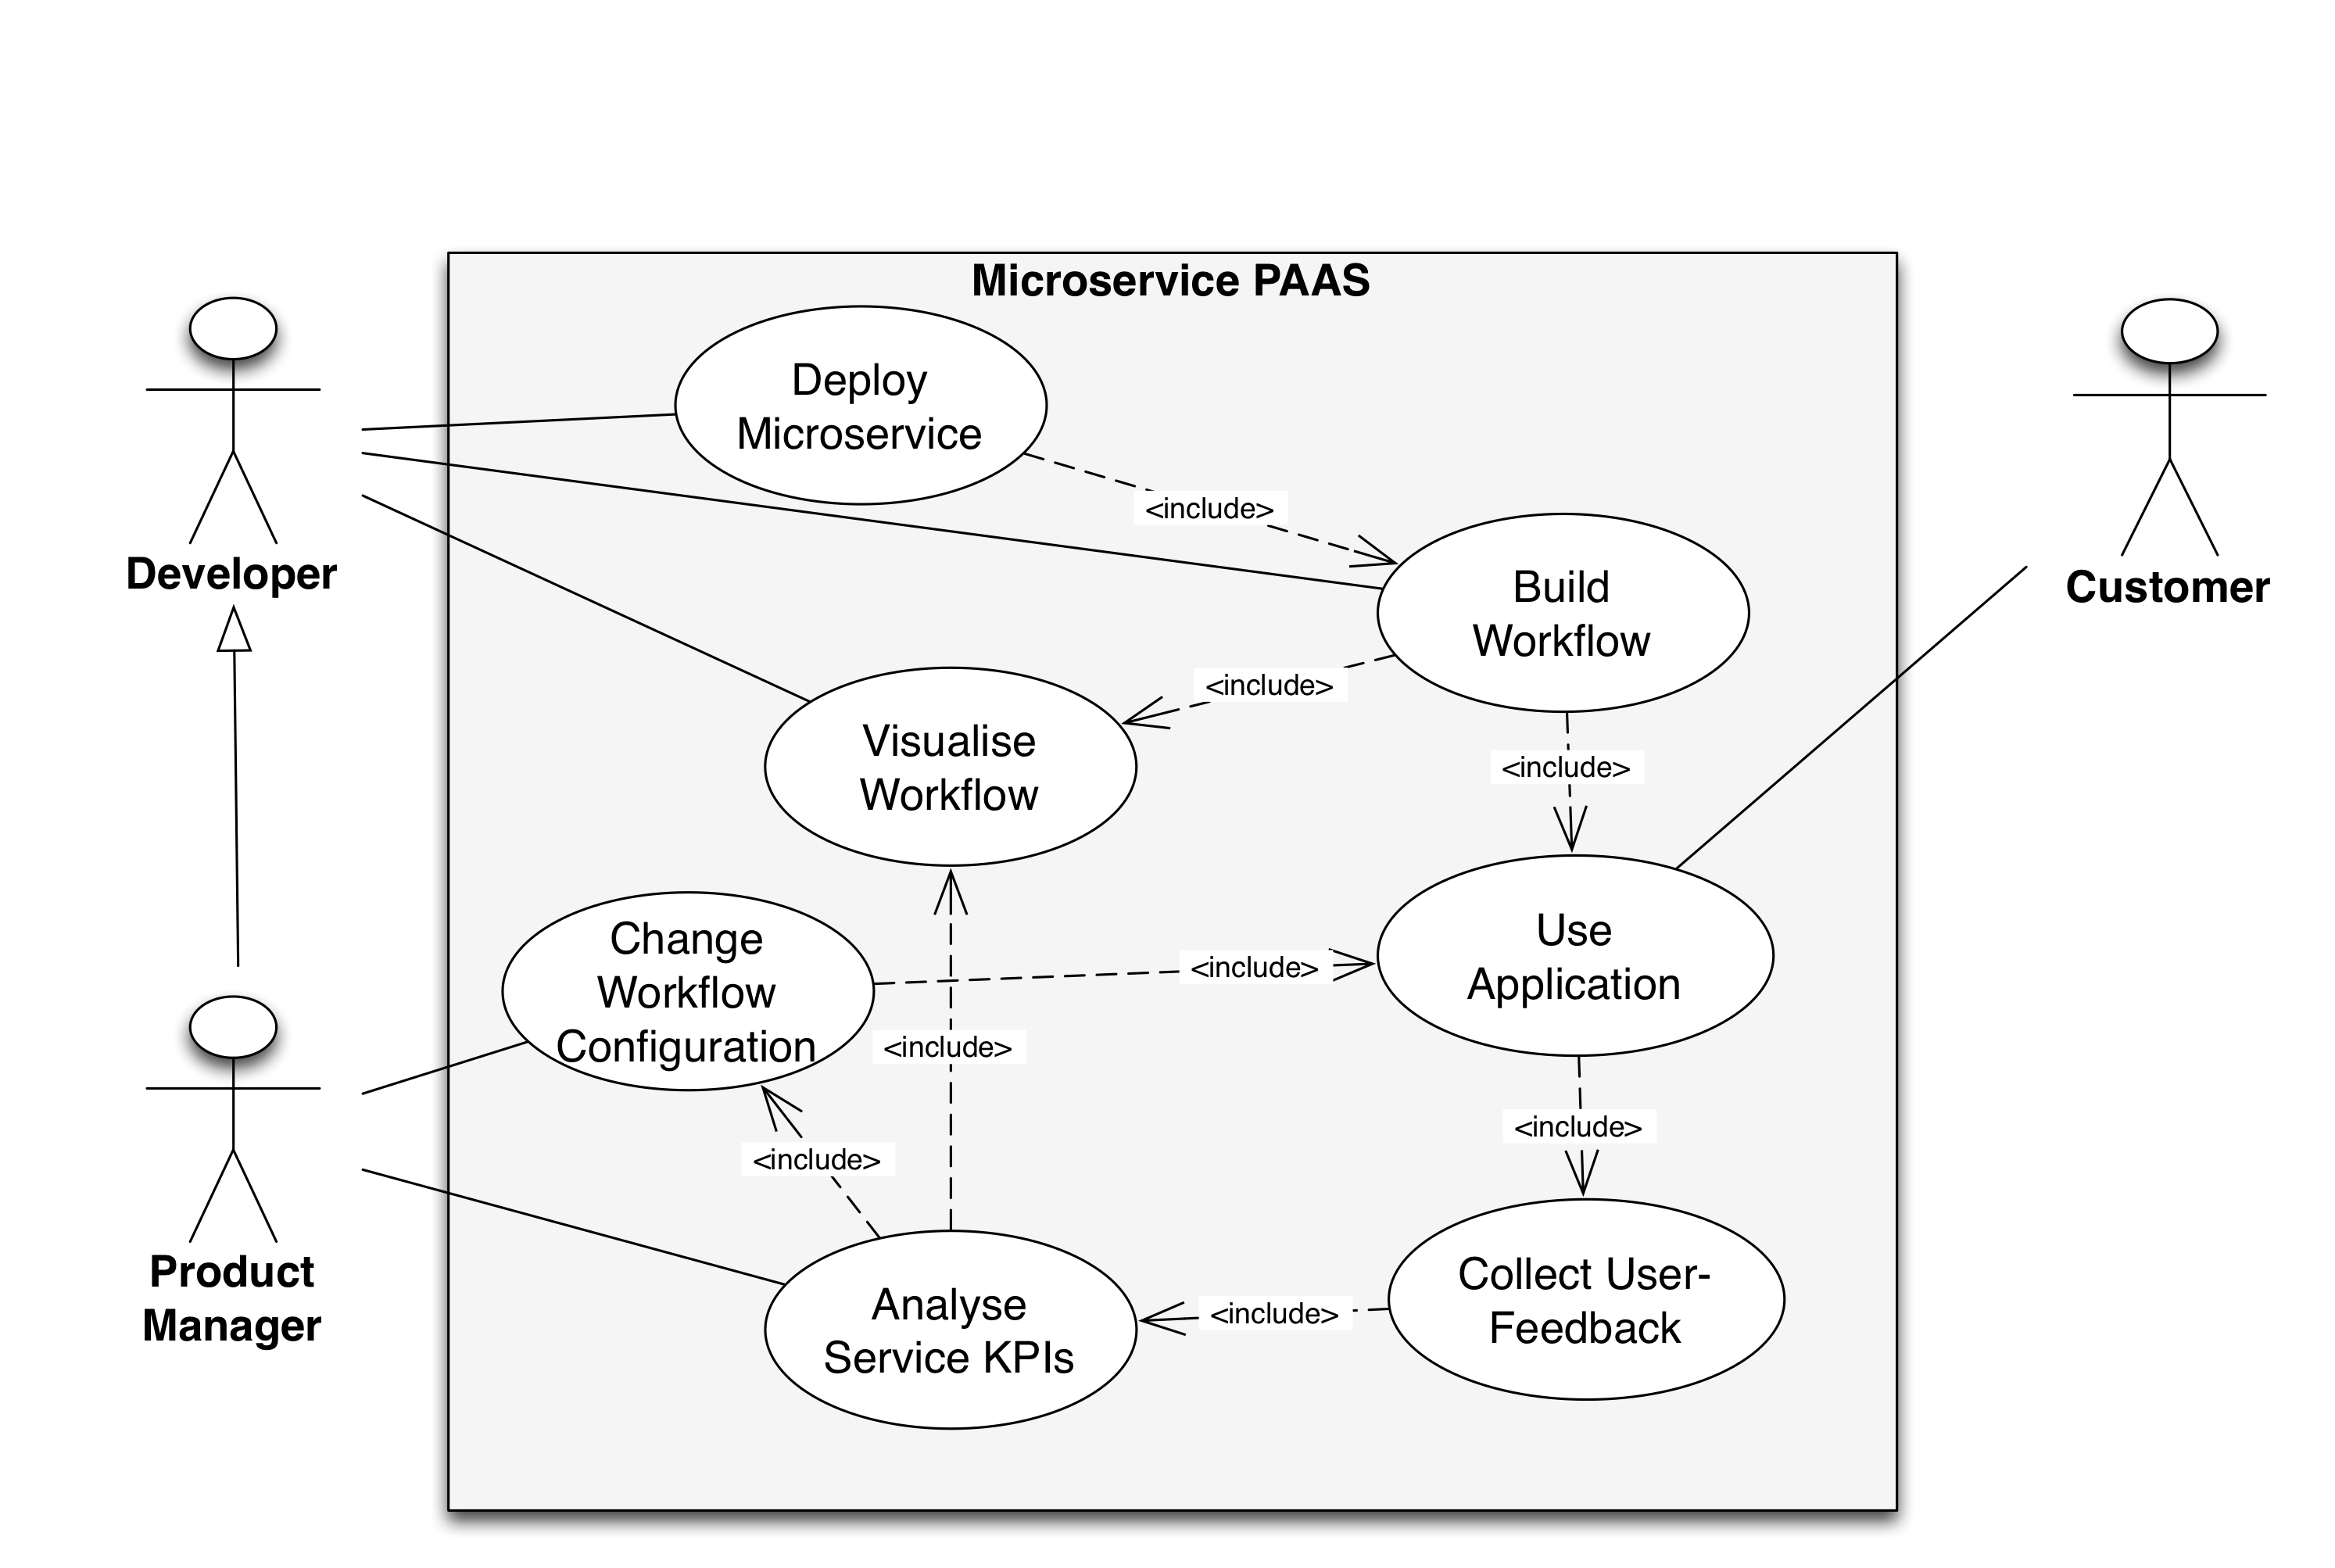 Microservice PAAS
Deploy
Microservice
<include>
Developer
Build
Workflow
Customer
<include>
Visualise
Workflow
<include>
Change
Workflow
Configuration
Use
Application
<include>
<include>
<include>
<include>
Product
Manager
Analyse
Service KPIs
<include>
Collect User-
Feedback